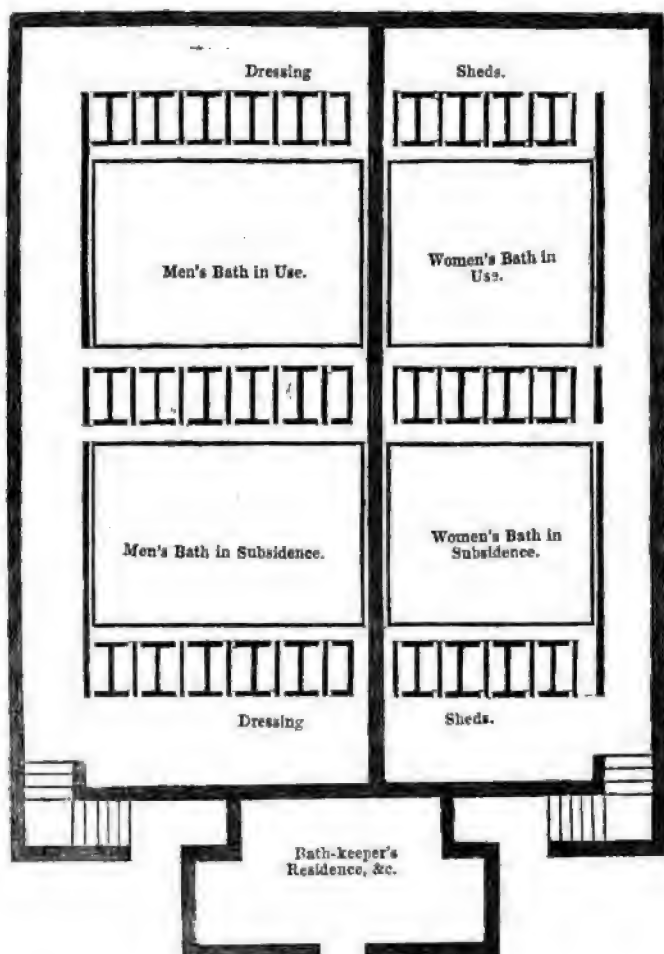 Dressing Sheds.
Men's Bath in Use.
Women's Bath in
Use.
Men's Bath in Subsidence.
Women's Bath in
Subsidence.
Dressing Sheds.
Bath-keeper's
Residence, &c.